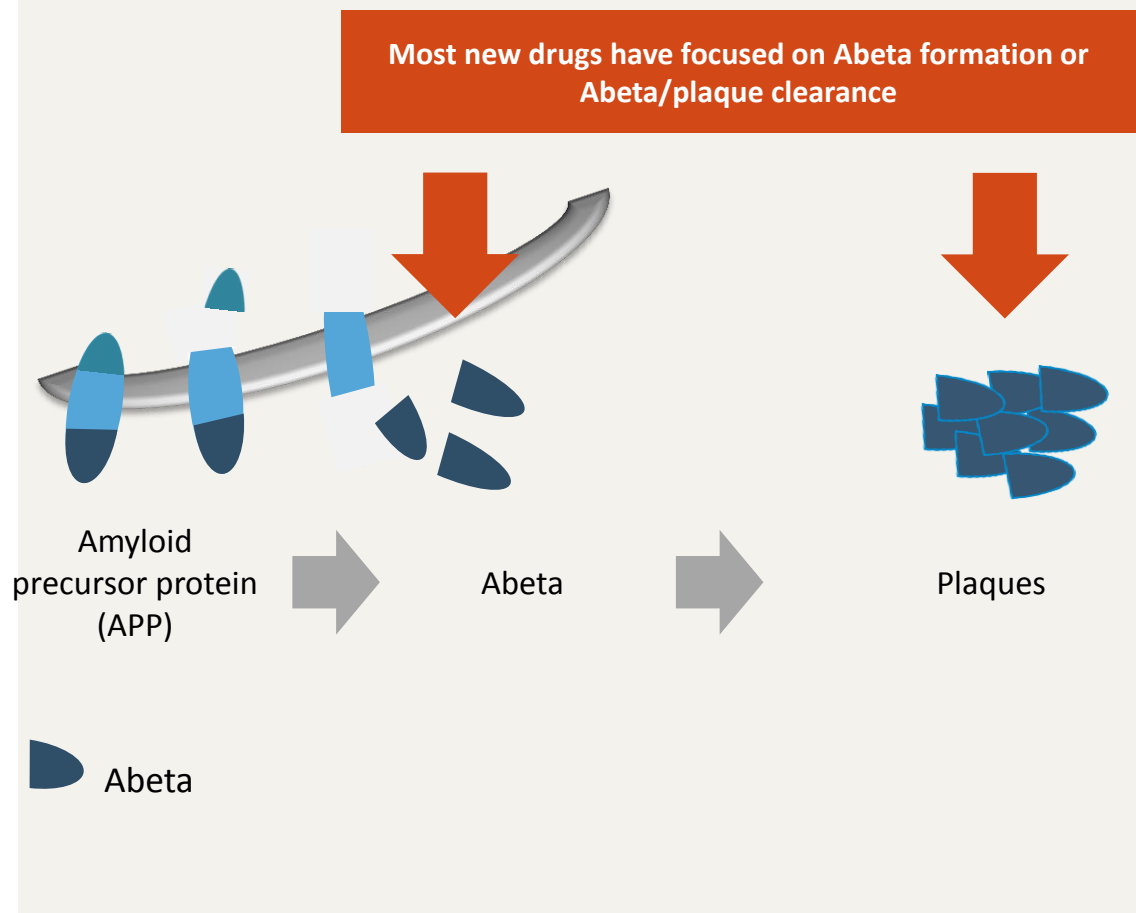 Most new drugs have focused on Abeta formation or
Abeta/plaque clearance
Amyloid
precursor protein
(APP)
Abeta
Plaques
Abeta